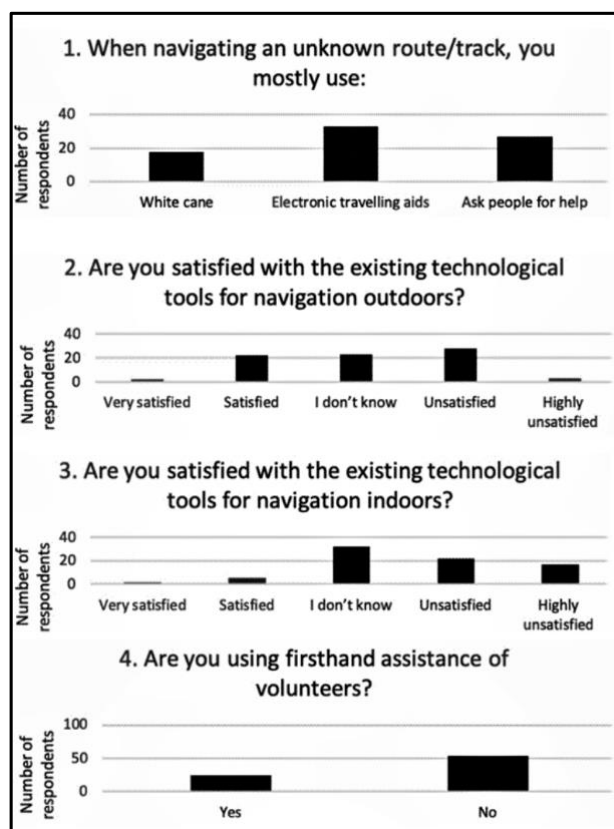 1. When navigating an unknown route/track, you
mostly use:
Number of
respondents
40
20
0
White cane
Electronic travelling aids
Ask people for help
2. Are you satisfied with the existing technological
tools for navigation outdoors?
Number of
respondents
40
20
0
Very satisfied
Satisfied
I don't know
Unsatisfied
Highly
unsatisfied
3. Are you satisfied with the existing technological
tools for navigation indoors?
Number of
respondents
40
20
0
Very satisfied
Satisfied
I don't know
Unsatisfied
Highly
unsatisfied
4. Are you using firsthand assistance of
volunteers?
Number of
respondents
100
50
0
Yes
No